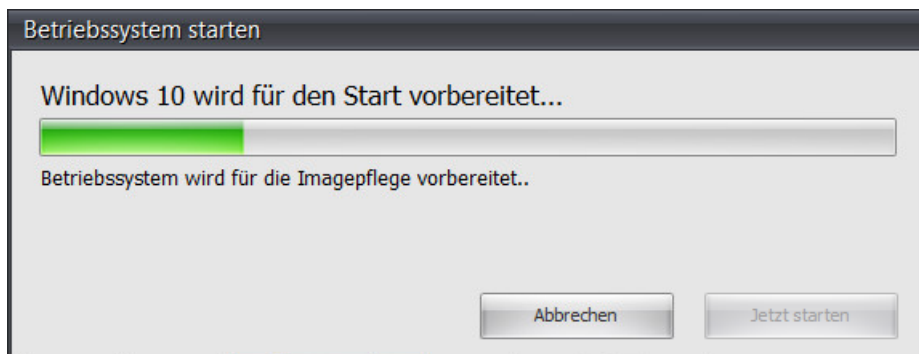 Betriebssystem starten
Windows 10 wird für den Start vorbereitet...
Betriebssystem wird für die Imagepflege vorbereitet..
Abbrechen
Jetzt starten